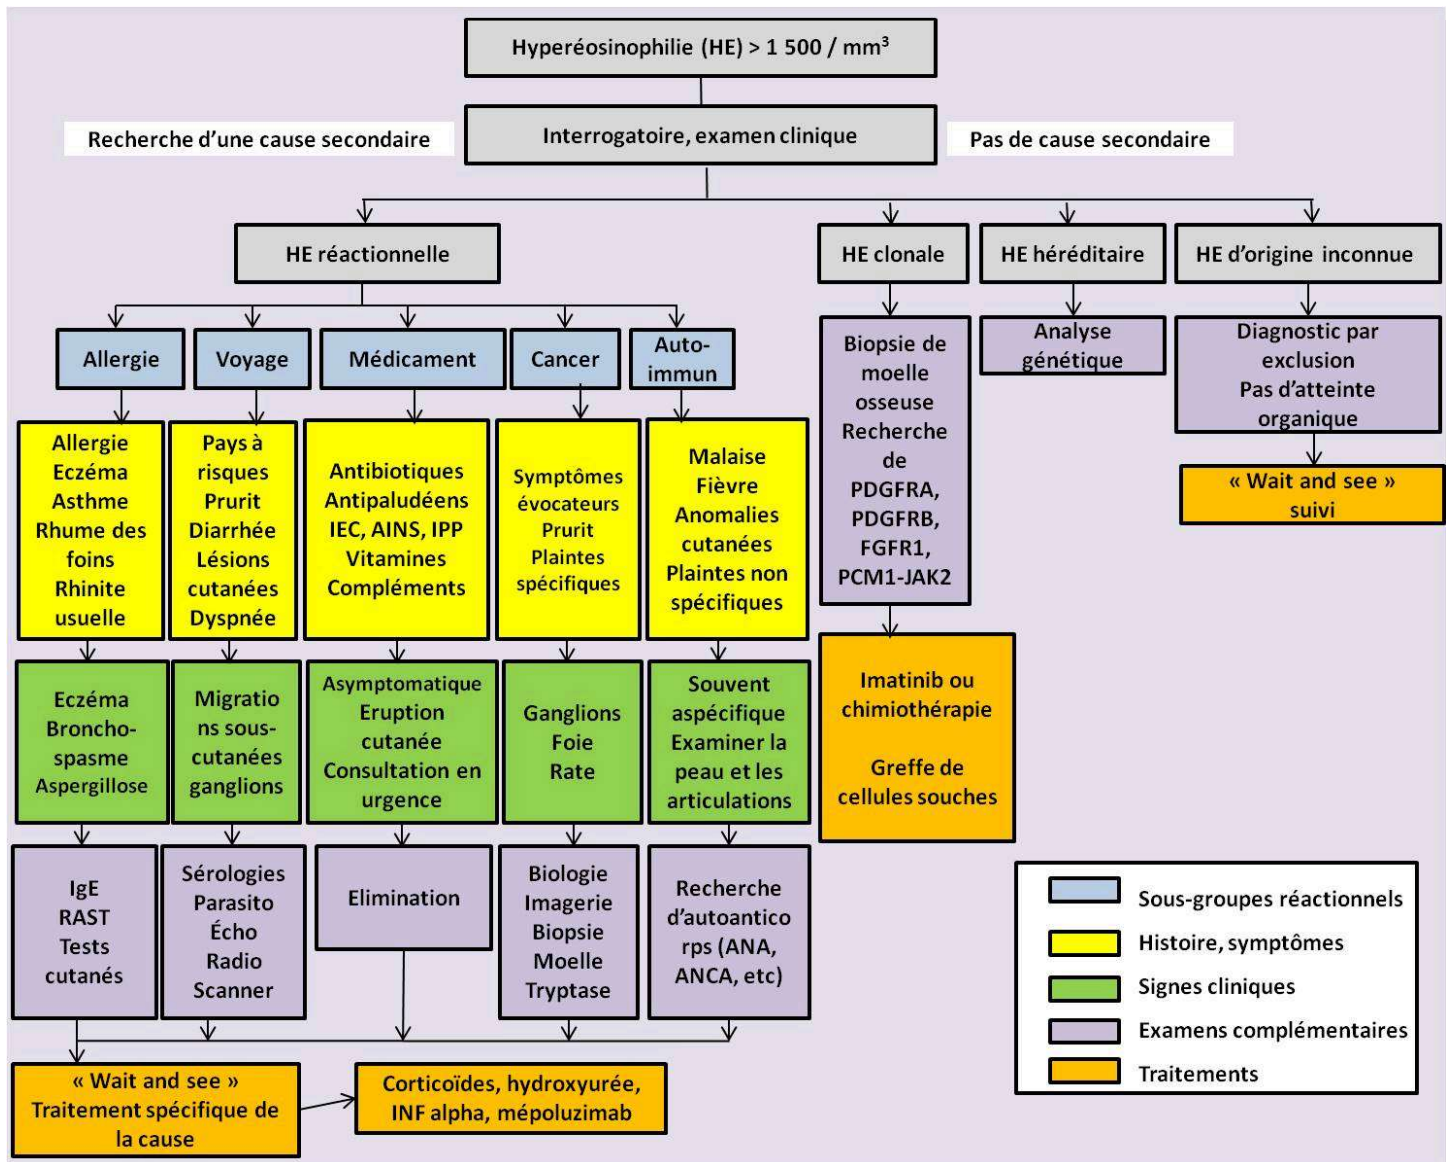 Hyperéosinophilie (HE) > 1 500 / mm³
Recherche d'une cause secondaire
Interrogatoire, examen clinique
Pas de cause secondaire
HE réactionnelle
HE clonale
HE héréditaire
HE d'origine inconnue
Allergie
Voyage
Médicament
Cancer
Auto-
immun
Biopsie de
moelle
osseuse
Recherche
de
PDGFRA,
PDGFRB,
FGFR1,
PCM1-JAK2
Analyse
génétique
Diagnostic par
exclusion
Pas d'atteinte
organique
« Wait and see »
suivi
Allergie
Eczéma
Asthme
Rhume des
foins
Rhinite
usuelle
Pays à
risques
Prurit
Diarrhée
Lésions
cutanées
Dyspnée
Antibiotiques
Antipaludéens
IEC, AINS, IPP
Vitamines
Compléments
Symptômes
évocateurs
Prurit
Plaintes
spécifiques
Malaise
Fièvre
Anomalies
cutanées
Plaintes non
spécifiques
Eczéma
Broncho-
spasme
Aspergillose
Migratio
ns sous-
cutanées
ganglions
Asymptomatique
Eruption
cutanée
Consultation en
urgence
Ganglions
Foie
Rate
Souvent
aspécifique
Examiner la
peau et les
articulations
Imatinib ou
chimiothérapie
Greffe de
cellules souches
IgE
RAST
Tests
cutanés
Sérologies
Parasito
Écho
Radio
Scanner
Elimination
Biologie
Imagerie
Biopsie
Moelle
Tryptase
Recherche
d'autoantico
rps (ANA,
ANCA, etc)
« Wait and see »
Traitement spécifique de
la cause
Corticoïdes, hydroxyurée,
INF alpha, mépoluzimab
Sous-groupes réactionnels
Histoire, symptômes
Signes cliniques
Examens complémentaires
Traitements